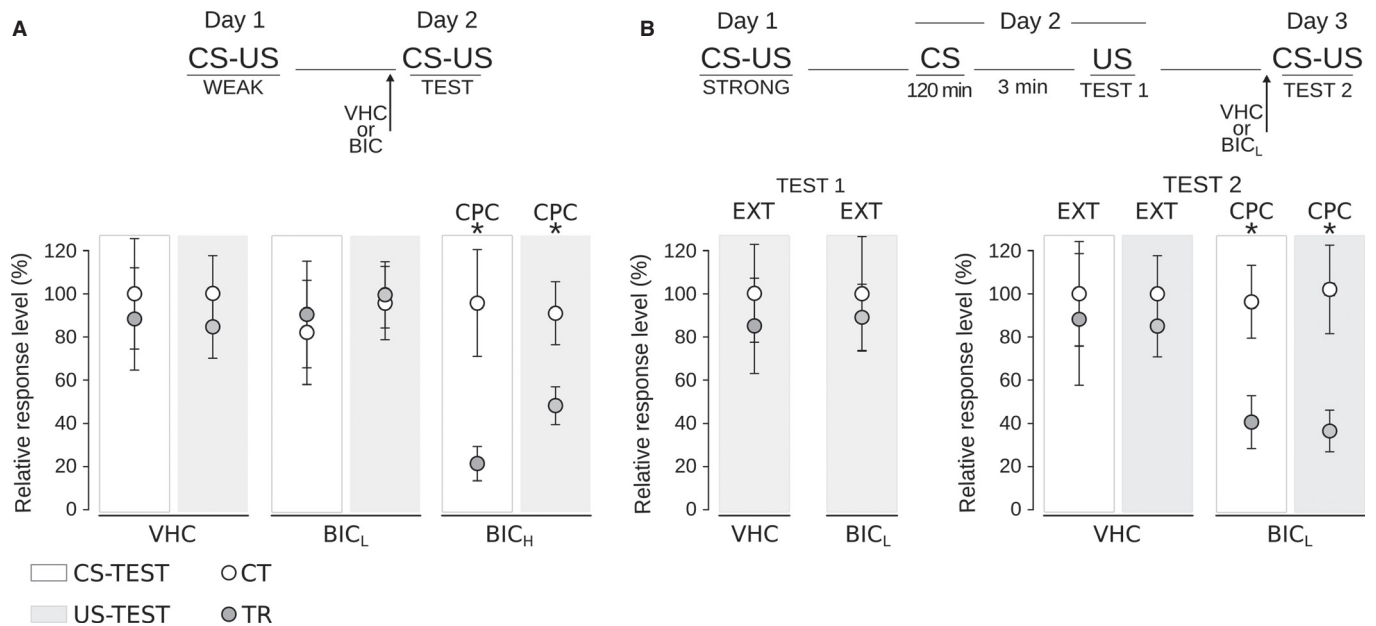 A
Day 1
Day 2
CS-US
CS-US
WEAK
TEST
VHC
or
BIC
CPC
CPC
*
*
Relative response level (%)
120
100
80
60
40
20
0
VHC
BICL
BICH
CS-TEST
CT
US-TEST
TR
B
Day 1
Day 2
Day 3
CS-US
CS
US
CS-US
STRONG
120 min
3 min
TEST 1
TEST 2
VHC
or
BICL
TEST 1
EXT
EXT
Relative response level (%)
120
100
80
60
40
20
0
VHC
BICL
TEST 2
EXT
EXT
CPC
CPC
*
*
Relative response level (%)
120
100
80
60
40
20
0
VHC
BICL